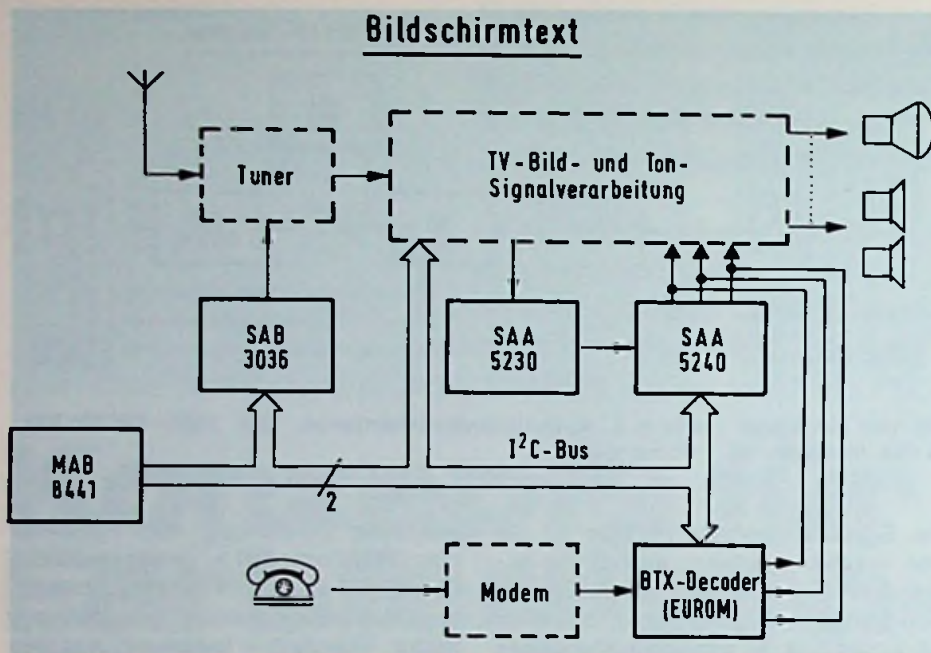 Bildschirmtext
Tuner
TV-Bild- und Ton-
Signalverarbeitung
SAB
3036
SAA
5230
SAA
5240
I²C-Bus
MAB
8441
2
Modem
BTX-Decoder
(EUROM)